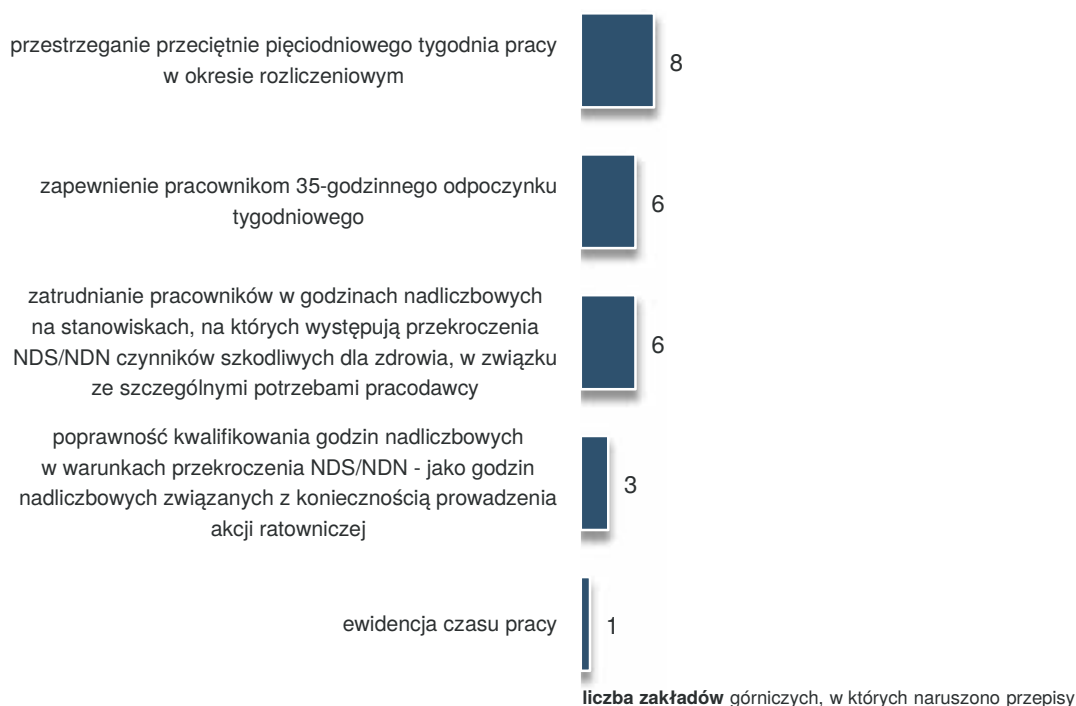 przestrzeganie przeciętnie pięciodniowego tygodnia pracy
w okresie rozliczeniowym
8
zapewnienie pracownikom 35-godzinnego odpoczynku
tygodniowego
6
zatrudnianie pracowników w godzinach nadliczbowych
na stanowiskach, na których występują przekroczenia
NDS/NDN czynników szkodliwych dla zdrowia, w związku
ze szczególnymi potrzebami pracodawcy
6
poprawność kwalifikowania godzin nadliczbowych
w warunkach przekroczenia NDS/NDN - jako godzin
nadliczbowych związanych z koniecznością prowadzenia
akcji ratowniczej
3
ewidencja czasu pracy
1
liczba zakładów górniczych, w których naruszono przepisy